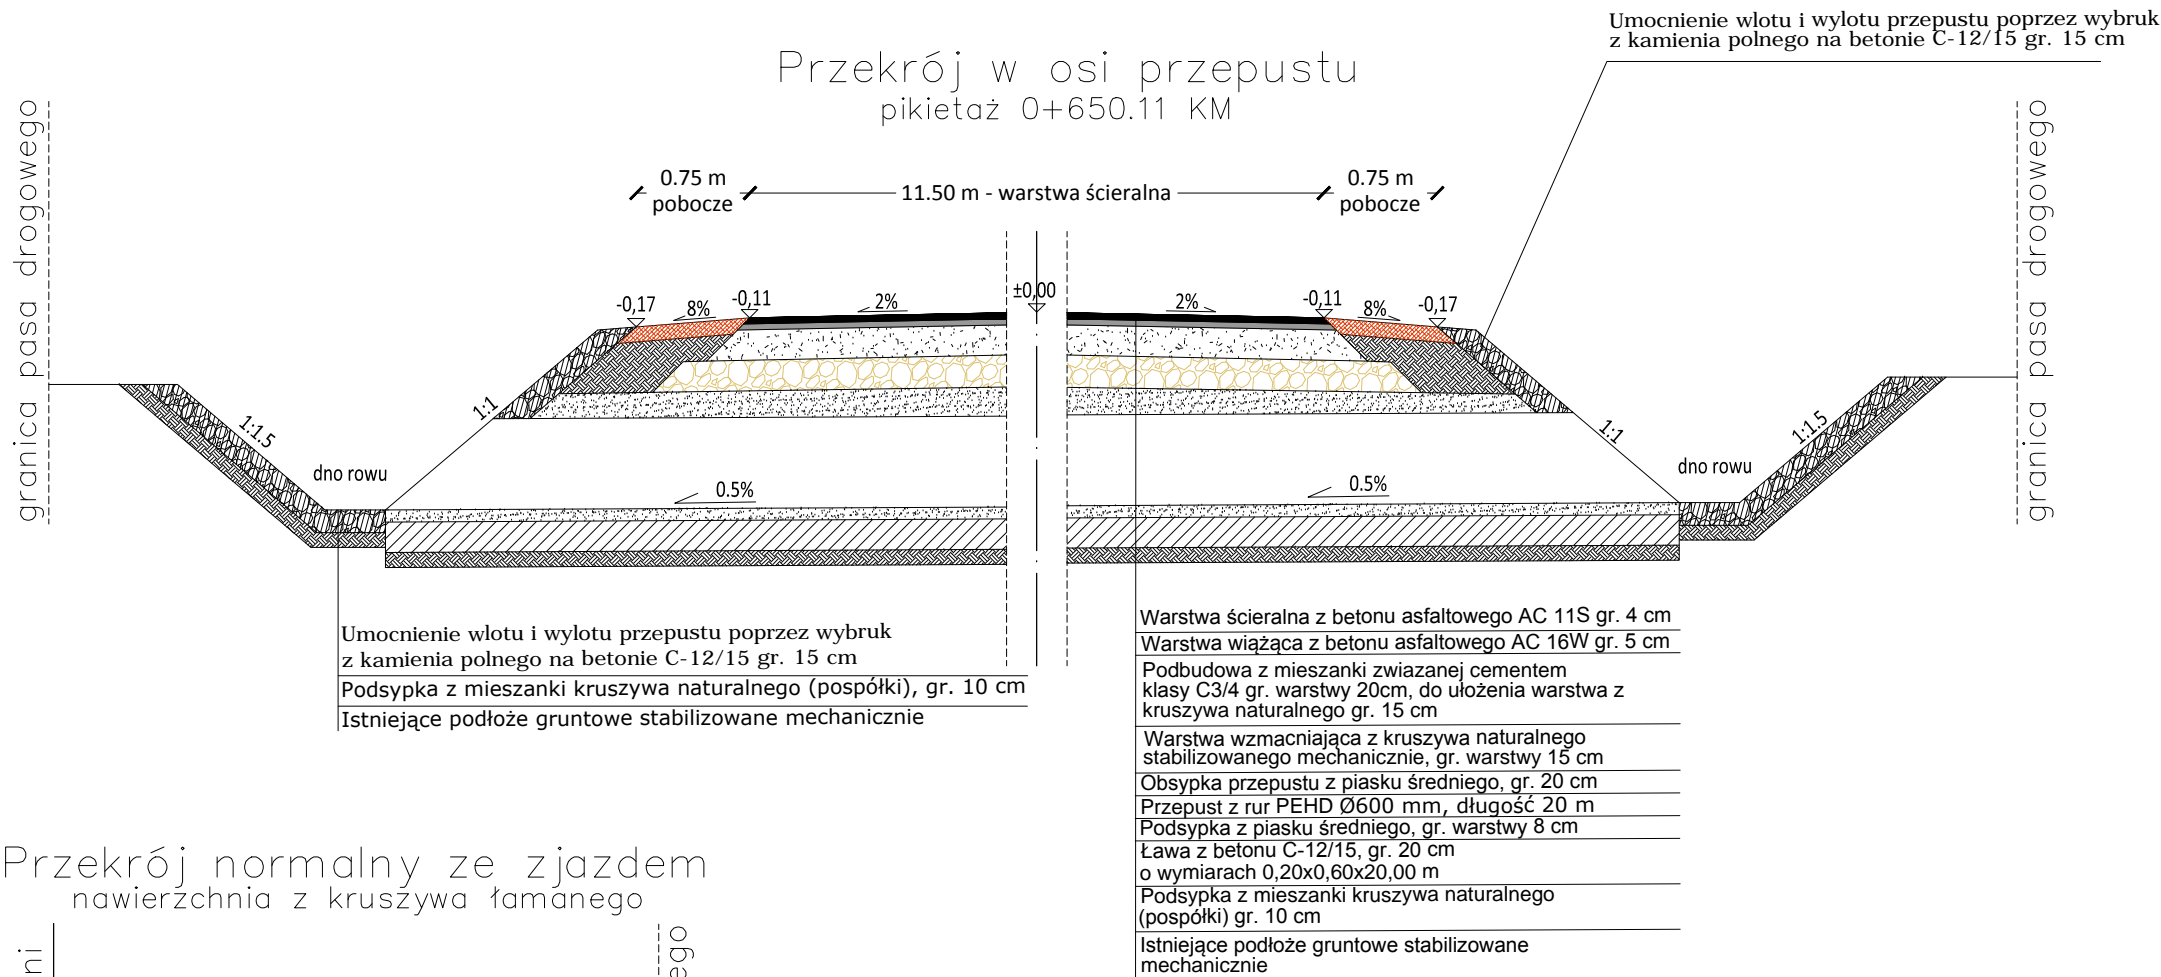 Umocnienie wlotu i wylotu przepustu poprzez wybruk
z kamienia polnego na betonie C-12/15 gr. 15 cm
Przekrój w osi przepustu
pikietaż 0+650.11 KM
granica pasa drogowego
granica pasa drogowego
0.75 m
pobocze
11.50 m - warstwa ścieralna
0.75 m
pobocze
-0,17
8%
-0,11
2%
±0,00
2%
-0,11
8%
-0,17
1:1.5
dno rowu
1:1
0.5%
0.5%
1:1
dno rowu
1:1.5
Umocnienie wlotu i wylotu przepustu poprzez wybruk
z kamienia polnego na betonie C-12/15 gr. 15 cm
Podsypka z mieszanki kruszywa naturalnego (pospółki), gr. 10 cm
Istniejące podłoże gruntowe stabilizowane mechanicznie
Warstwa ścieralna z betonu asfaltowego AC 11S gr. 4 cm
Warstwa wiążąca z betonu asfaltowego AC 16W gr. 5 cm
Podbudowa z mieszanki zwiazanej cementem
klasy C3/4 gr. warstwy 20cm, do ułożenia warstwa z
kruszywa naturalnego gr. 15 cm
Warstwa wzmacniająca z kruszywa naturalnego
stabilizowanego mechanicznie, gr. warstwy 15 cm
Obsypka przepustu z piasku średniego, gr. 20 cm
Przepust z rur PEHD Ø600 mm, długość 20 m
Podsypka z piasku średniego, gr. warstwy 8 cm
Ława z betonu C-12/15, gr. 20 cm
o wymiarach 0,20x0,60x20,00 m
Podsypka z mieszanki kruszywa naturalnego
(pospółki) gr. 10 cm
Istniejące podłoże gruntowe stabilizowane
mechanicznie
Przekrój normalny ze zjazdem
nawierzchnia z kruszywa łamanego
ni
ego